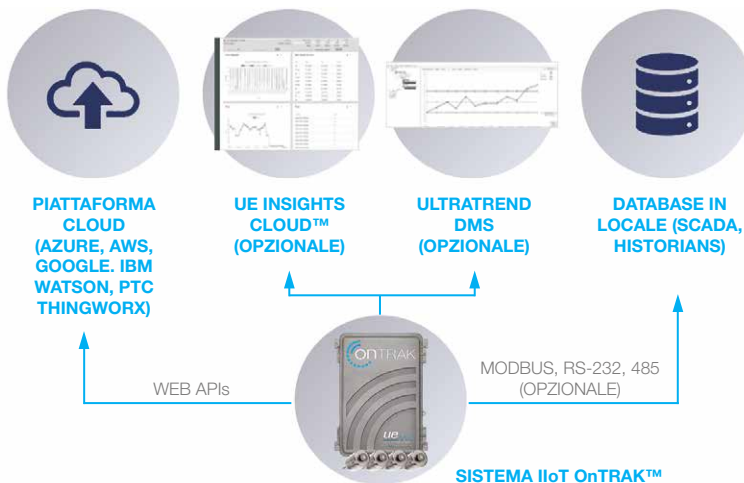 PIATTAFORMA
CLOUD
(AZURE, AWS,
GOOGLE. IBM
WATSON, PTC
THINGWORX)
UE INSIGHTS
CLOUD™
(OPZIONALE)
ULTRATREND
DMS
(OPZIONALE)
DATABASE IN
LOCALE (SCADA,
HISTORIANS)
WEB APIs
onTRAK
ue
MODBUS, RS-232, 485
(OPZIONALE)
SISTEMA IIoT OnTRAK™